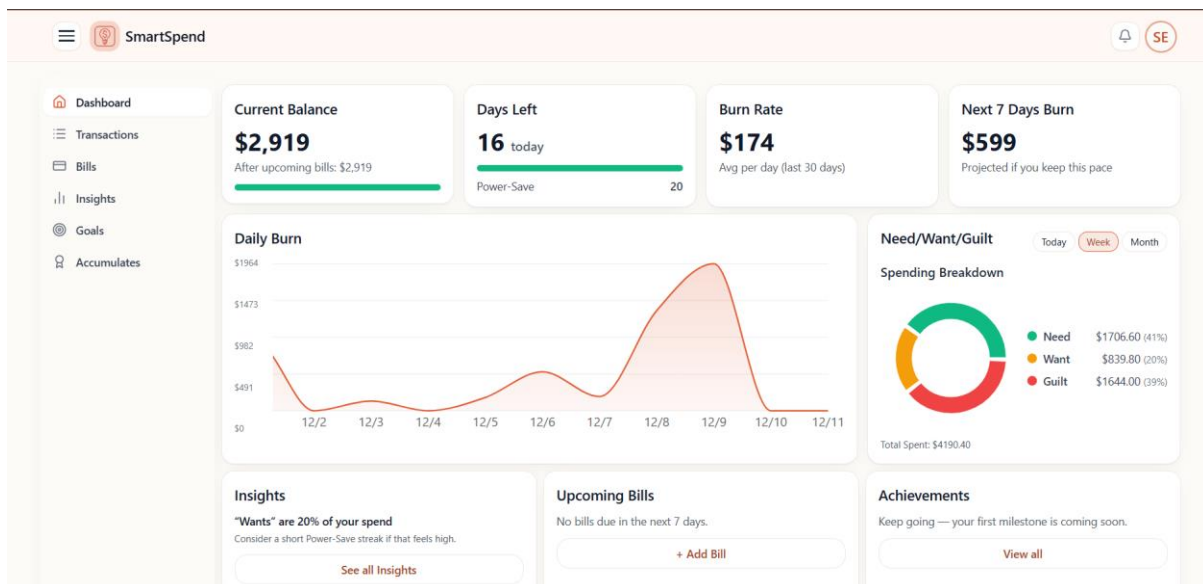 SmartSpend
SE
Dashboard
Transactions
Bills
Insights
Goals
Accumulates
Current Balance
$2,919
After upcoming bills: $2,919
Days Left
16 today
Power-Save 20
Burn Rate
$174
Avg per day (last 30 days)
Next 7 Days Burn
$599
Projected if you keep this pace
Daily Burn
$1964
$1473
$982
$491
$0
12/2 12/3 12/4 12/5 12/6 12/7 12/8 12/9 12/10 12/11
Need/Want/Guilt
Today Week Month
Spending Breakdown
Need $1706.60 (41%)
Want $839.80 (20%)
Guilt $1644.00 (39%)
Total Spent: $4190.40
Insights
"Wants" are 20% of your spend
Consider a short Power-Save streak if that feels high.
See all Insights
Upcoming Bills
No bills due in the next 7 days.
+ Add Bill
Achievements
Keep going — your first milestone is coming soon.
View all